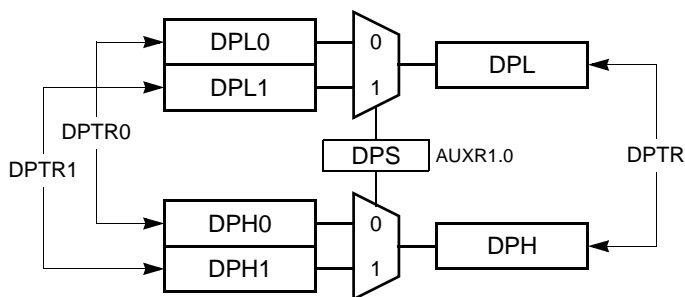 DPL0
0
DPL
DPL1
1
DPTR0
DPS
AUXR1.0
DPTR
DPTR1
DPH0
0
DPH
DPH1
1